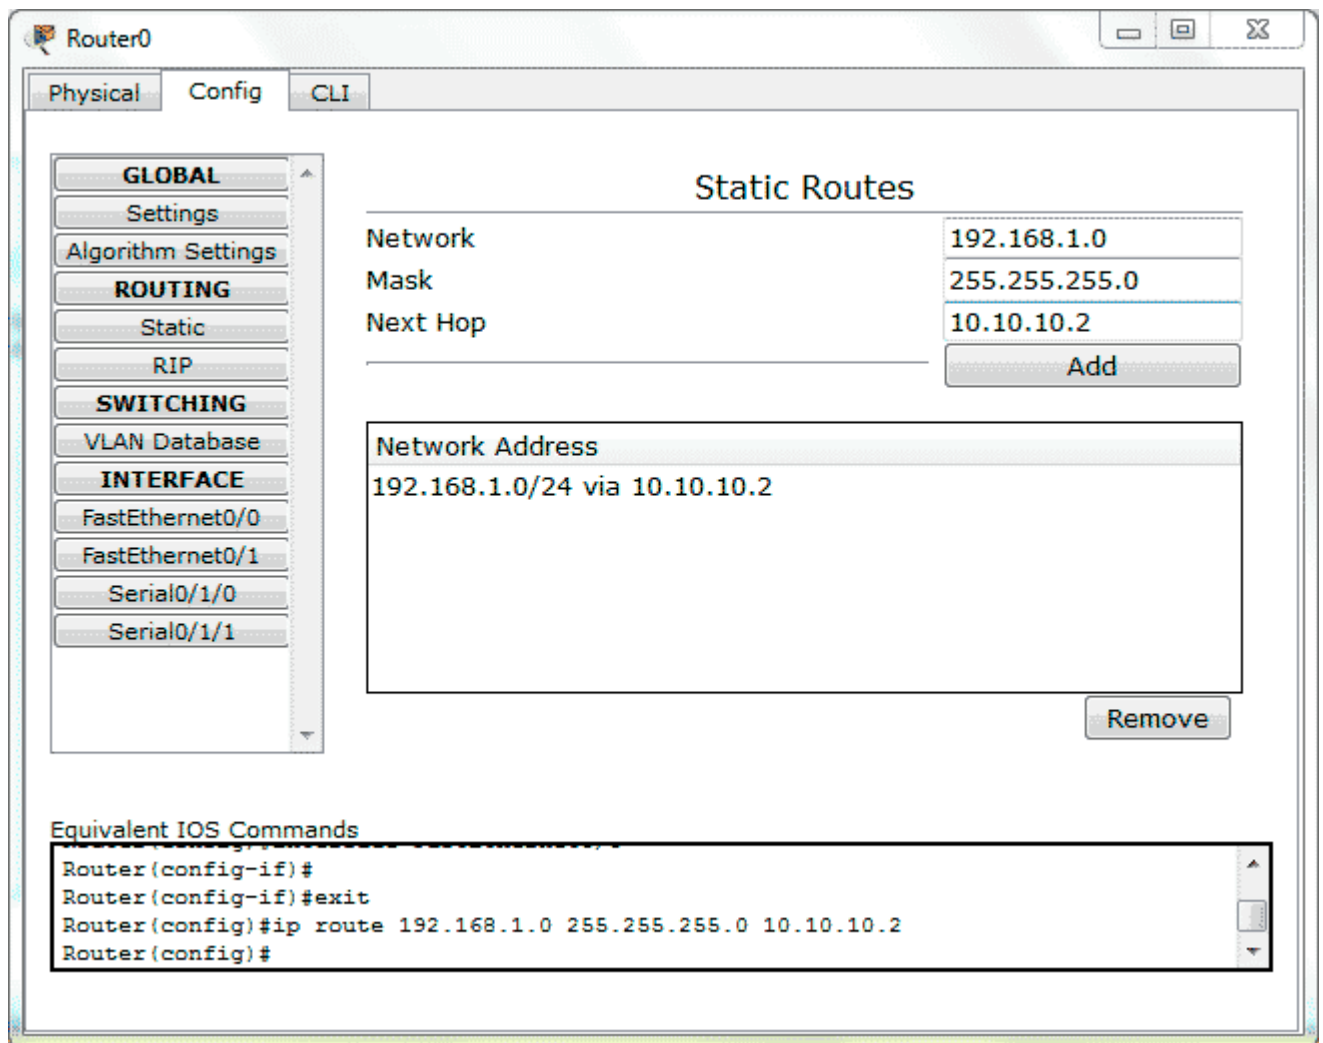 Router0
Physical
Config
CLI
GLOBAL
Settings
Algorithm Settings
ROUTING
Static
RIP
SWITCHING
VLAN Database
INTERFACE
FastEthernet0/0
FastEthernet0/1
Serial0/1/0
Serial0/1/1
Static Routes
Network 192.168.1.0
Mask 255.255.255.0
Next Hop 10.10.10.2
Add
Network Address
192.168.1.0/24 via 10.10.10.2
Remove
Equivalent IOS Commands
Router(config-if)#
Router(config-if)#exit
Router(config)#ip route 192.168.1.0 255.255.255.0 10.10.10.2
Router(config)#